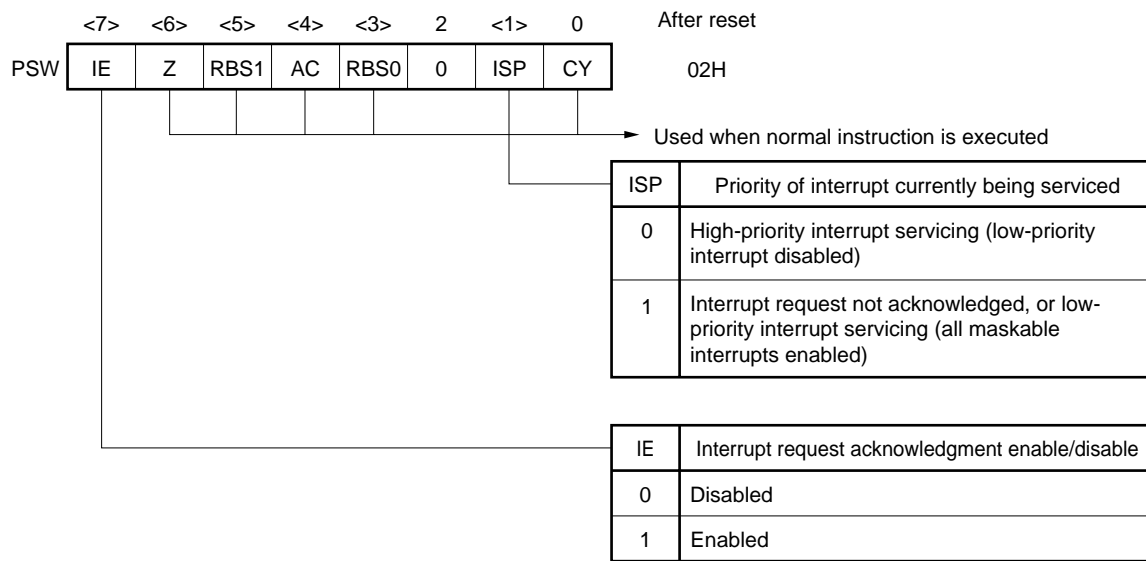 <7> <6> <5> <4> <3> 2 <1> 0 After reset
PSW IE Z RBS1 AC RBS0 0 ISP CY 02H
Used when normal instruction is executed
ISP Priority of interrupt currently being serviced
0 High-priority interrupt servicing (low-priority
interrupt disabled)
1 Interrupt request not acknowledged, or low-
priority interrupt servicing (all maskable
interrupts enabled)
IE Interrupt request acknowledgment enable/disable
0 Disabled
1 Enabled